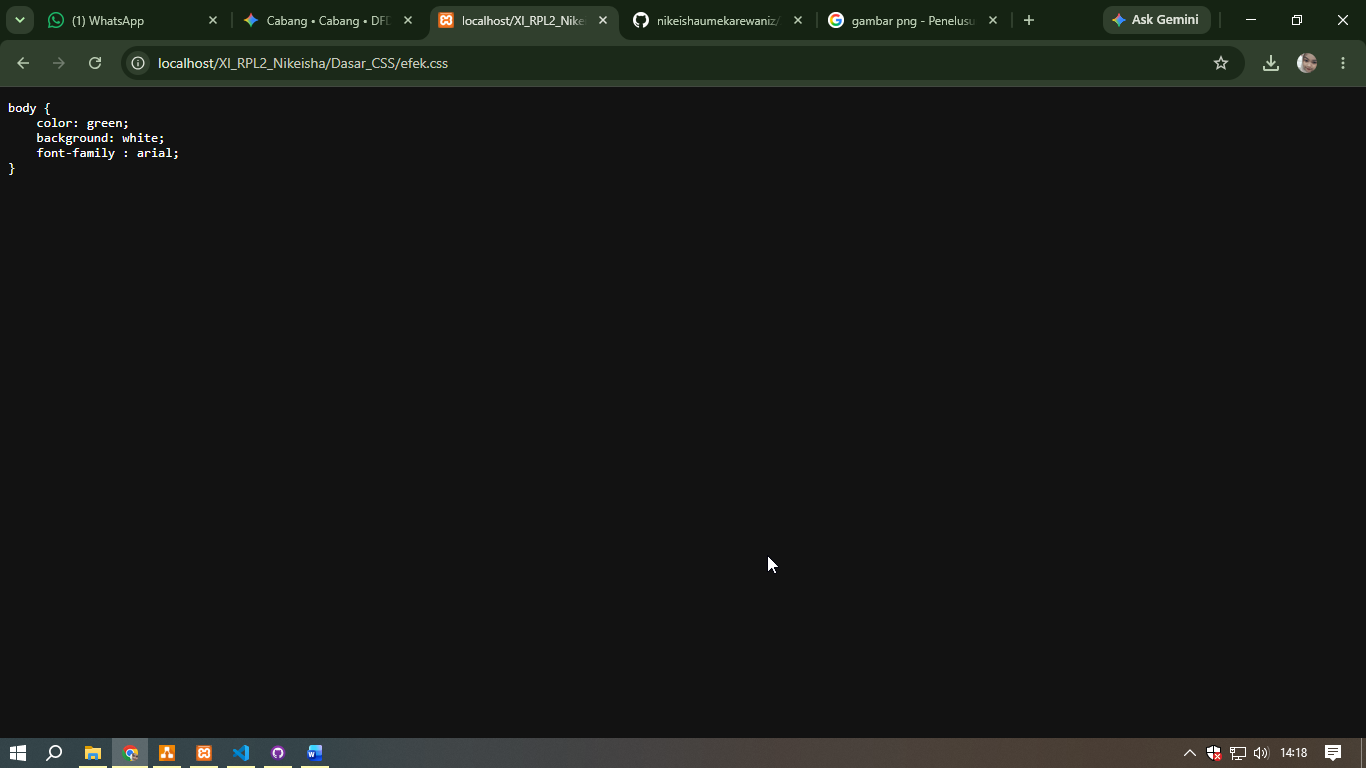 (1) WhatsApp
Cabang • Cabang • DFD
localhost/XI_RPL2_Nike
nikeishaumekarewaniz/
gambar png - Penelusu
Ask Gemini
localhost/XI_RPL2_Nikeisha/Dasar_CSS/efek.css
body {
    color: green;
    background: white;
    font-family : arial;
}
14:18